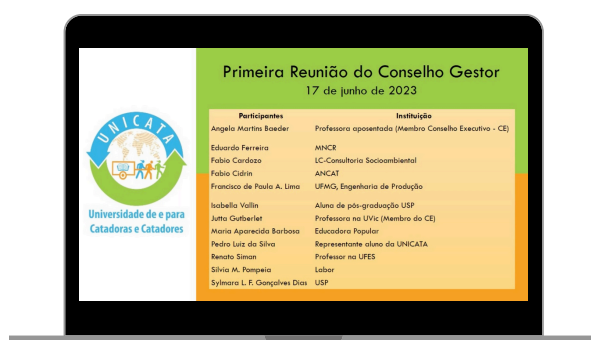 UNICATA
Universidade de e para
Catadoras e Catadores
Primeira Reunião do Conselho Gestor
17 de junho de 2023
Participantes Instituição
Angela Martins Baeder Professora aposentada (Membro Conselho Executivo - CE)
Eduardo Ferreira MNCR
Fabio Cardozo LC-Consultoria Socioambiental
Fabio Cidrin ANCAT
Francisco de Paula A. Lima UFMG, Engenharia de Produção
Isabella Vallin Aluna de pós-graduação USP
Jutta Gutberlet Professora na UVic (Membro do CE)
Maria Aparecida Barbosa Educadora Popular
Pedro Luiz da Silva Representante aluno da UNICATA
Renato Siman Professor na UFES
Silvia M. Pompeia Labor
Sylmara L. F. Gonçalves Dias USP